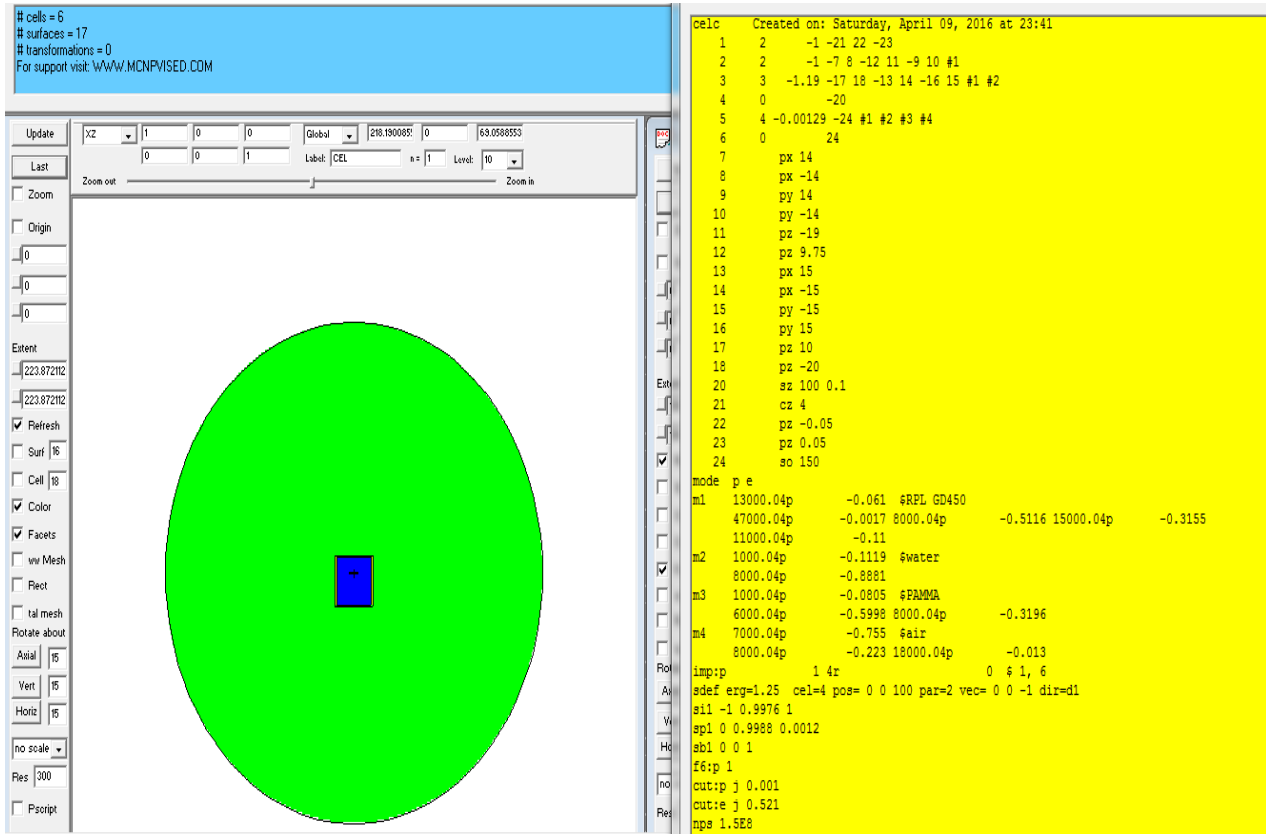 # cells = 6
# surfaces = 17
# transformations = 0
For support visit: WWW.MCNPVISED.COM
Update
Last
Zoom
Origin
0
0
0
Extent
223.872112
223.872112
Refresh
Surf 16
Cell 18
Color
Facets
ww Mesh
Rect
tal mesh
Rotate about
Axial 15
Vert 15
Horiz 15
no scale
Res 300
Pscript
XZ 1 0 0 Global 218.190085 0 69.0588553
0 0 1 Label: CEL n = 1 Level: 10
Zoom out Zoom in
celc Created on: Saturday, April 09, 2016 at 23:41
1 2 -1 -21 22 -23
2 2 -1 -7 8 -12 11 -9 10 #1
3 3 -1.19 -17 18 -13 14 -16 15 #1 #2
4 0 -20
5 4 -0.00129 -24 #1 #2 #3 #4
6 0 24
7 px 14
8 px -14
9 py 14
10 py -14
11 pz -19
12 pz 9.75
13 px 15
14 px -15
15 py -15
16 py 15
17 pz 10
18 pz -20
20 sz 100 0.1
21 cz 4
22 pz -0.05
23 pz 0.05
24 so 150
mode p e
m1 13000.04p -0.061 $RPL GD450
47000.04p -0.0017 8000.04p -0.5116 15000.04p -0.3155
11000.04p -0.11
m2 1000.04p -0.1119 $water
8000.04p -0.8881
m3 1000.04p -0.0805 $PAMMA
6000.04p -0.5998 8000.04p -0.3196
m4 7000.04p -0.755 $air
8000.04p -0.223 18000.04p -0.013
imp:p 1 4r 0 $ 1, 6
sdef erg=1.25 cel=4 pos= 0 0 100 par=2 vec= 0 0 -1 dir=d1
si1 -1 0.9976 1
sp1 0 0.9988 0.0012
sb1 0 0 1
f6:p 1
cut:p j 0.001
cut:e j 0.521
nps 1.5E8